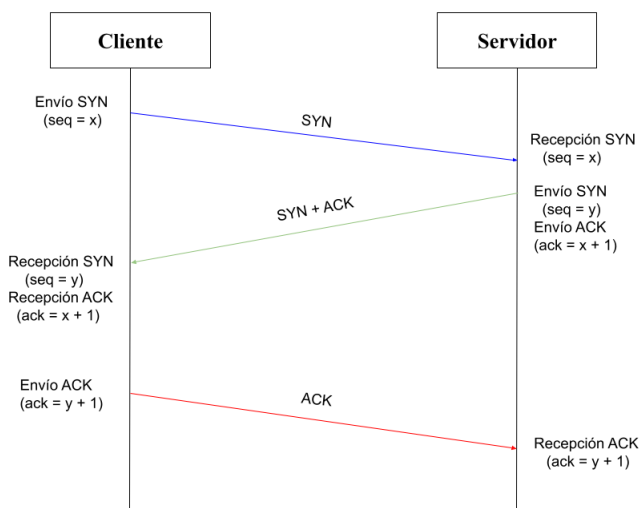 Cliente
Servidor
Envío SYN
(seq = x)
SYN
Recepción SYN
(seq = x)
Envío SYN
(seq = y)
Envío ACK
(ack = x + 1)
SYN + ACK
Recepción SYN
(seq = y)
Recepción ACK
(ack = x + 1)
Envío ACK
(ack = y + 1)
ACK
Recepción ACK
(ack = y + 1)